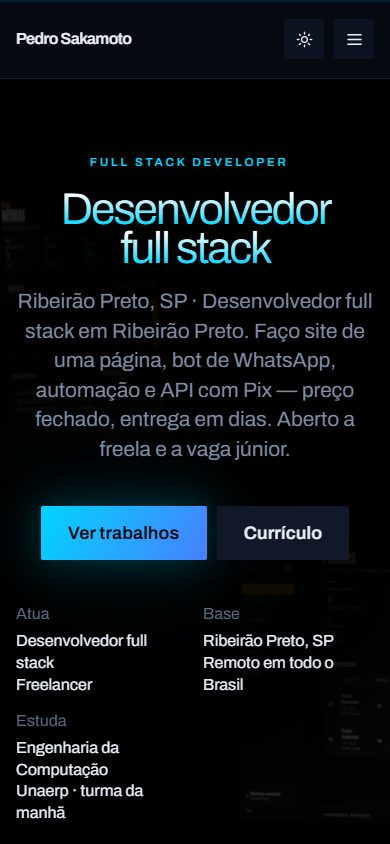 Pedro Sakamoto
FULL STACK DEVELOPER
Desenvolvedor
full stack
Ribeirão Preto, SP · Desenvolvedor full
stack em Ribeirão Preto. Faço site de
uma página, bot de WhatsApp,
automação e API com Pix — preço
fechado, entrega em dias. Aberto a
freela e a vaga júnior.
Ver trabalhos
Currículo
Atua
Desenvolvedor full
stack
Freelancer
Base
Ribeirão Preto, SP
Remoto em todo o
Brasil
Estuda
Engenharia da
Computação
Unaerp · turma da
manhã